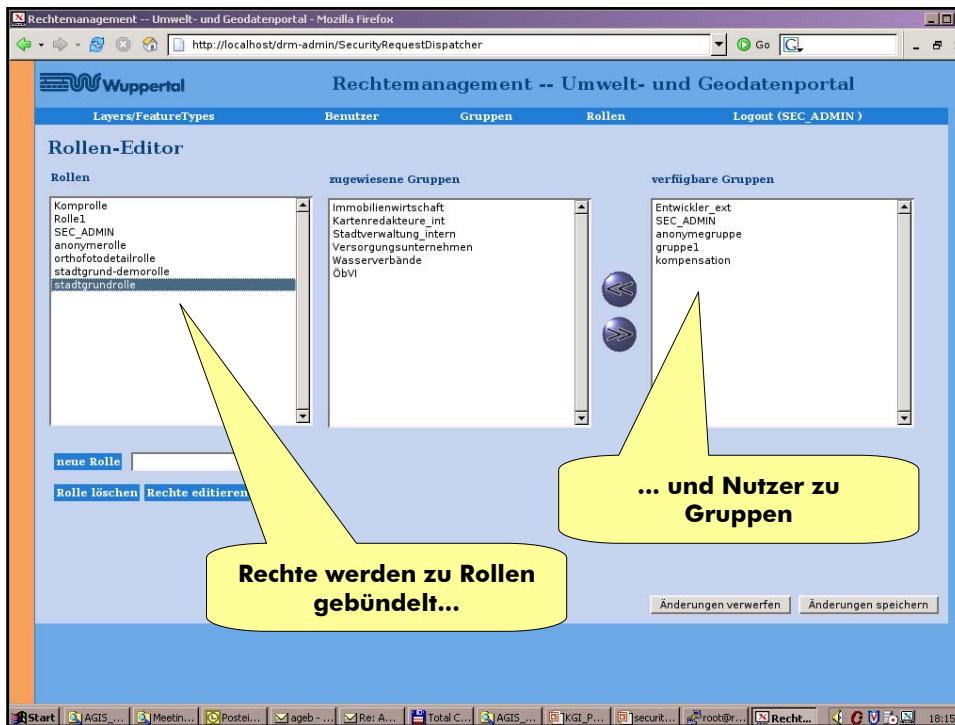 Rechtemanagement -- Umwelt- und Geodatenportal - Mozilla Firefox
http://localhost/drm-admin/SecurityRequestDispatcher
Go
Wuppertal
Rechtemanagement -- Umwelt- und Geodatenportal
Layers/FeatureTypes Benutzer Gruppen Rollen Logout (SEC_ADMIN )
Rollen-Editor
Rollen zugewiesene Gruppen verfügbare Gruppen
Komprolle
Rolle1
SEC_ADMIN
anonymerolle
orthofotodetailrolle
stadtgrund-demorolle
stadtgrundrolle
Immobilienwirtschaft
Kartenredakteure_int
Stadtverwaltung_intern
Versorgungsunternehmen
Wasserverbände
ÖbVI
Entwickler_ext
SEC_ADMIN
anonymegruppe
gruppe1
kompensation
neue Rolle
Rolle löschen Rechte editieren
... und Nutzer zu
Gruppen
Rechte werden zu Rollen
gebündelt...
Änderungen verwerfen Änderungen speichern
Start AGIS_... Meetin... Postei... ageb - ... Re: A... Total C... AGIS_... KGI_P... securit... root@r... Recht... 18:15